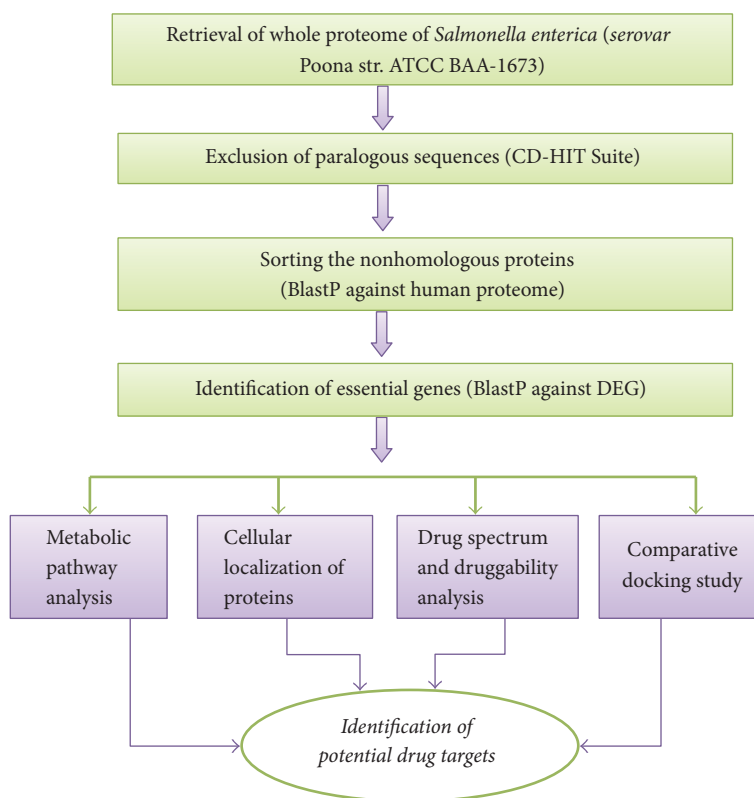 Retrieval of whole proteome of Salmonella enterica (serovar
Poona str. ATCC BAA-1673)
Exclusion of paralogous sequences (CD-HIT Suite)
Sorting the nonhomologous proteins
(BlastP against human proteome)
Identification of essential genes (BlastP against DEG)
Metabolic
pathway
analysis
Cellular
localization of
proteins
Drug spectrum
and druggability
analysis
Comparative
docking study
Identification of
potential drug targets